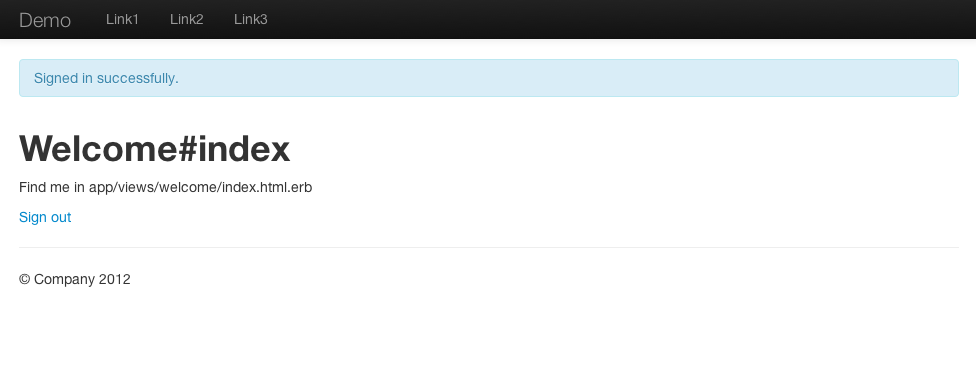 Demo Link1 Link2 Link3
Signed in successfully.
Welcome#index
Find me in app/views/welcome/index.html.erb
Sign out
© Company 2012